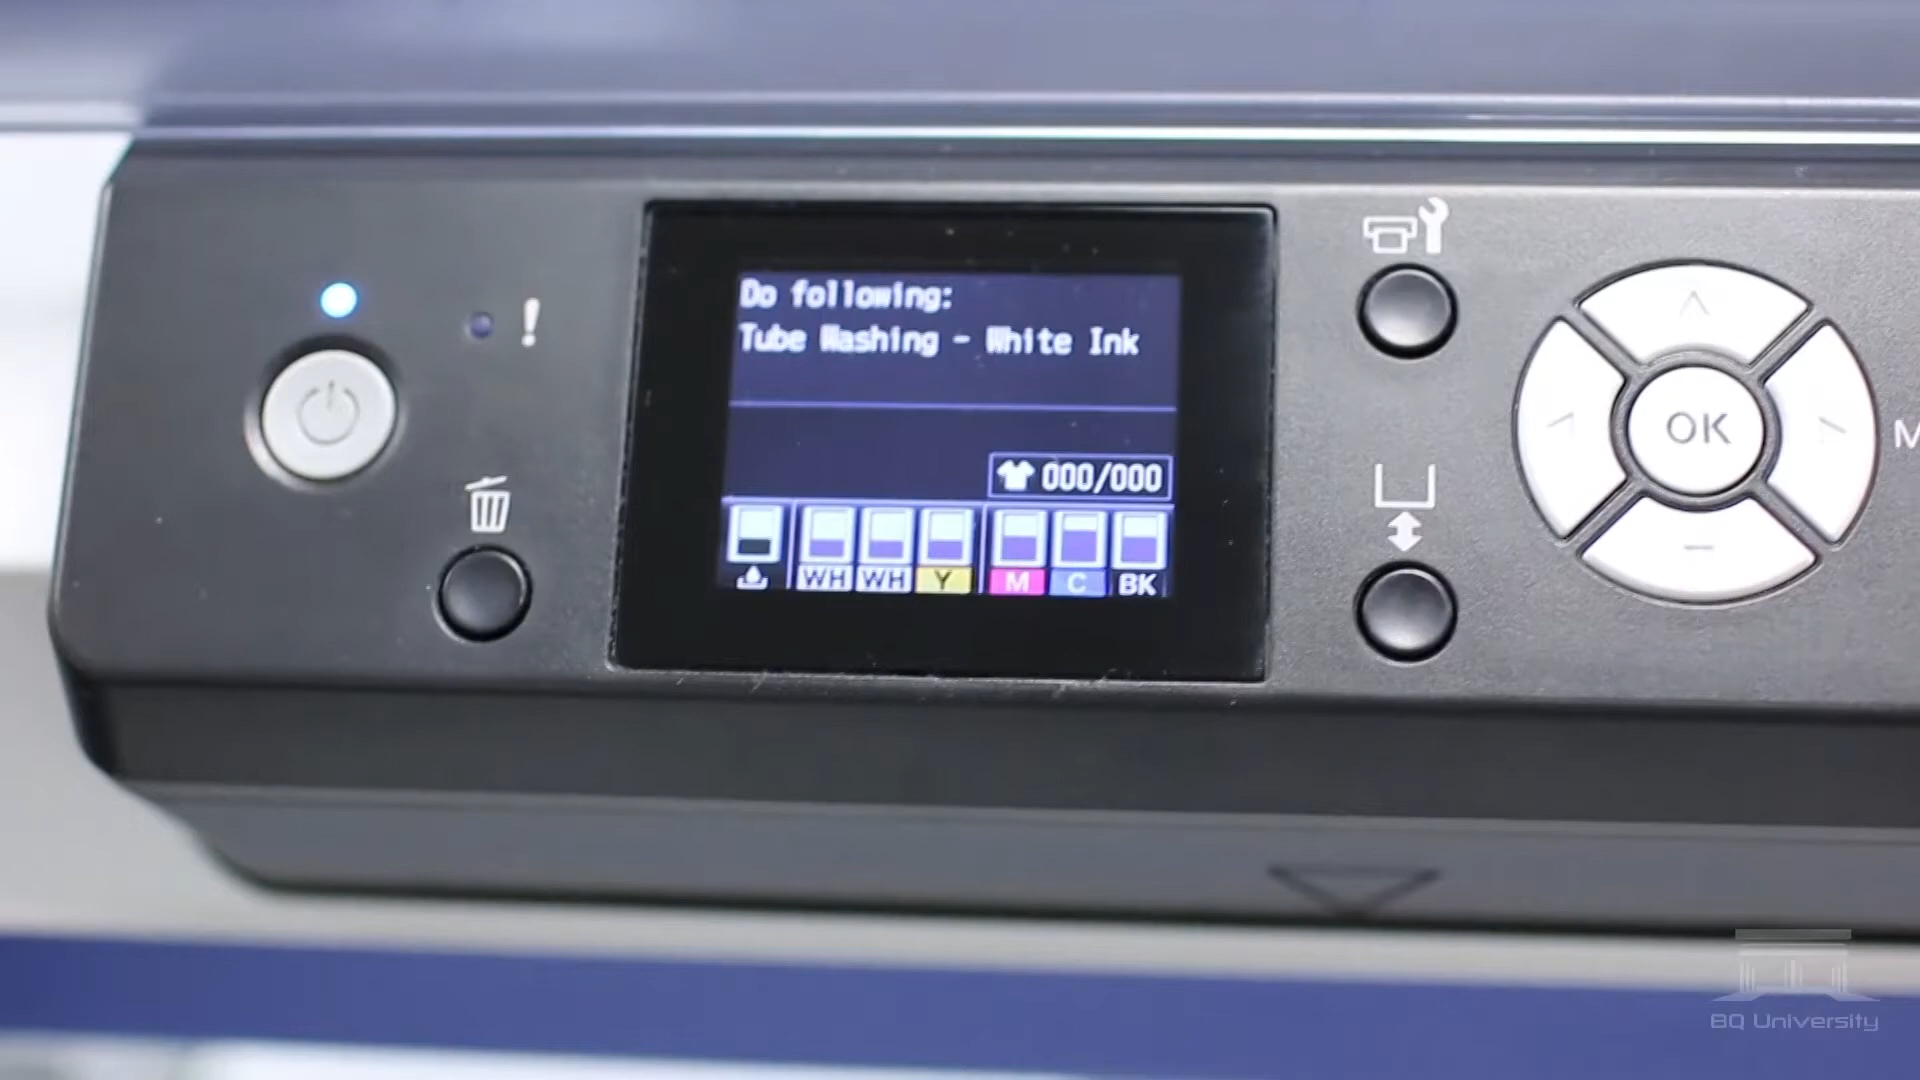 Do following:
Tube Washing - White Ink
000/000
WH WH Y M C BK
OK
M
BQ University